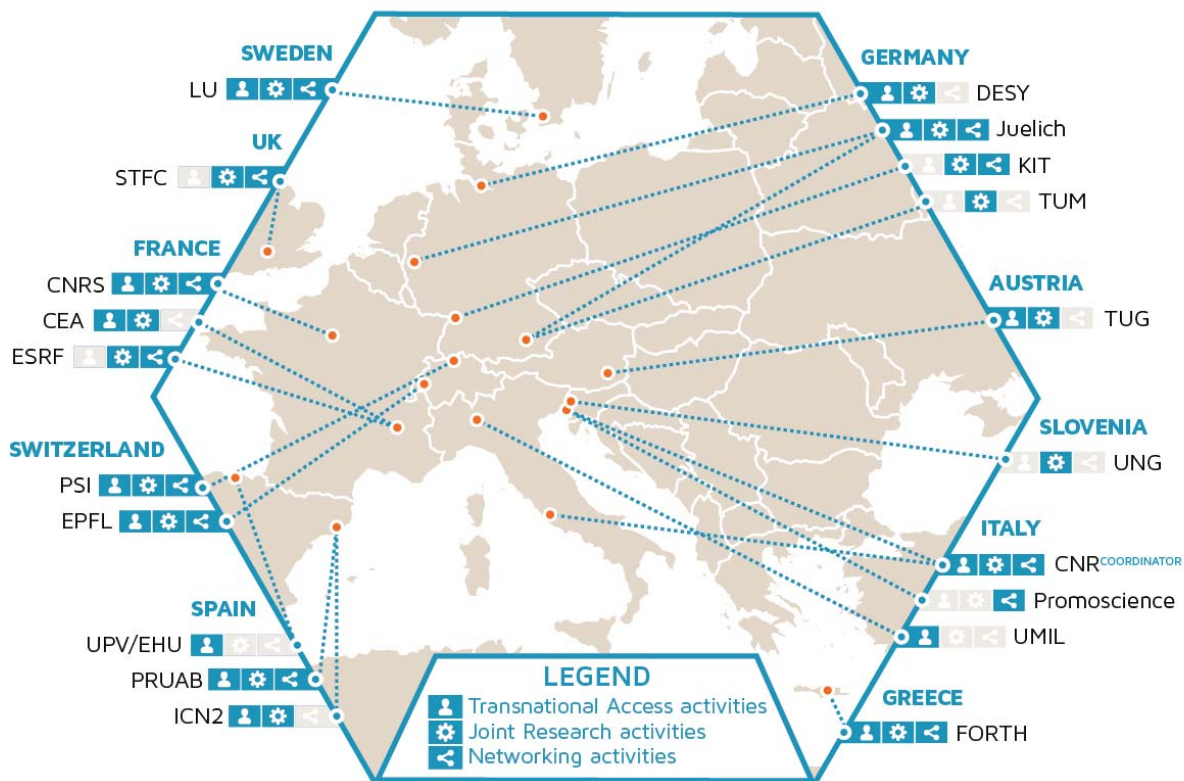 SWEDEN
LU
UK
STFC
FRANCE
CNRS
CEA
ESRF
SWITZERLAND
PSI
EPFL
SPAIN
UPV/EHU
PRUAB
ICN2
GERMANY
DESY
Juelich
KIT
TUM
AUSTRIA
TUG
SLOVENIA
UNG
ITALY
CNR COORDINATOR
Promoscience
UMIL
GREECE
FORTH
LEGEND
Transnational Access activities
Joint Research activities
Networking activities